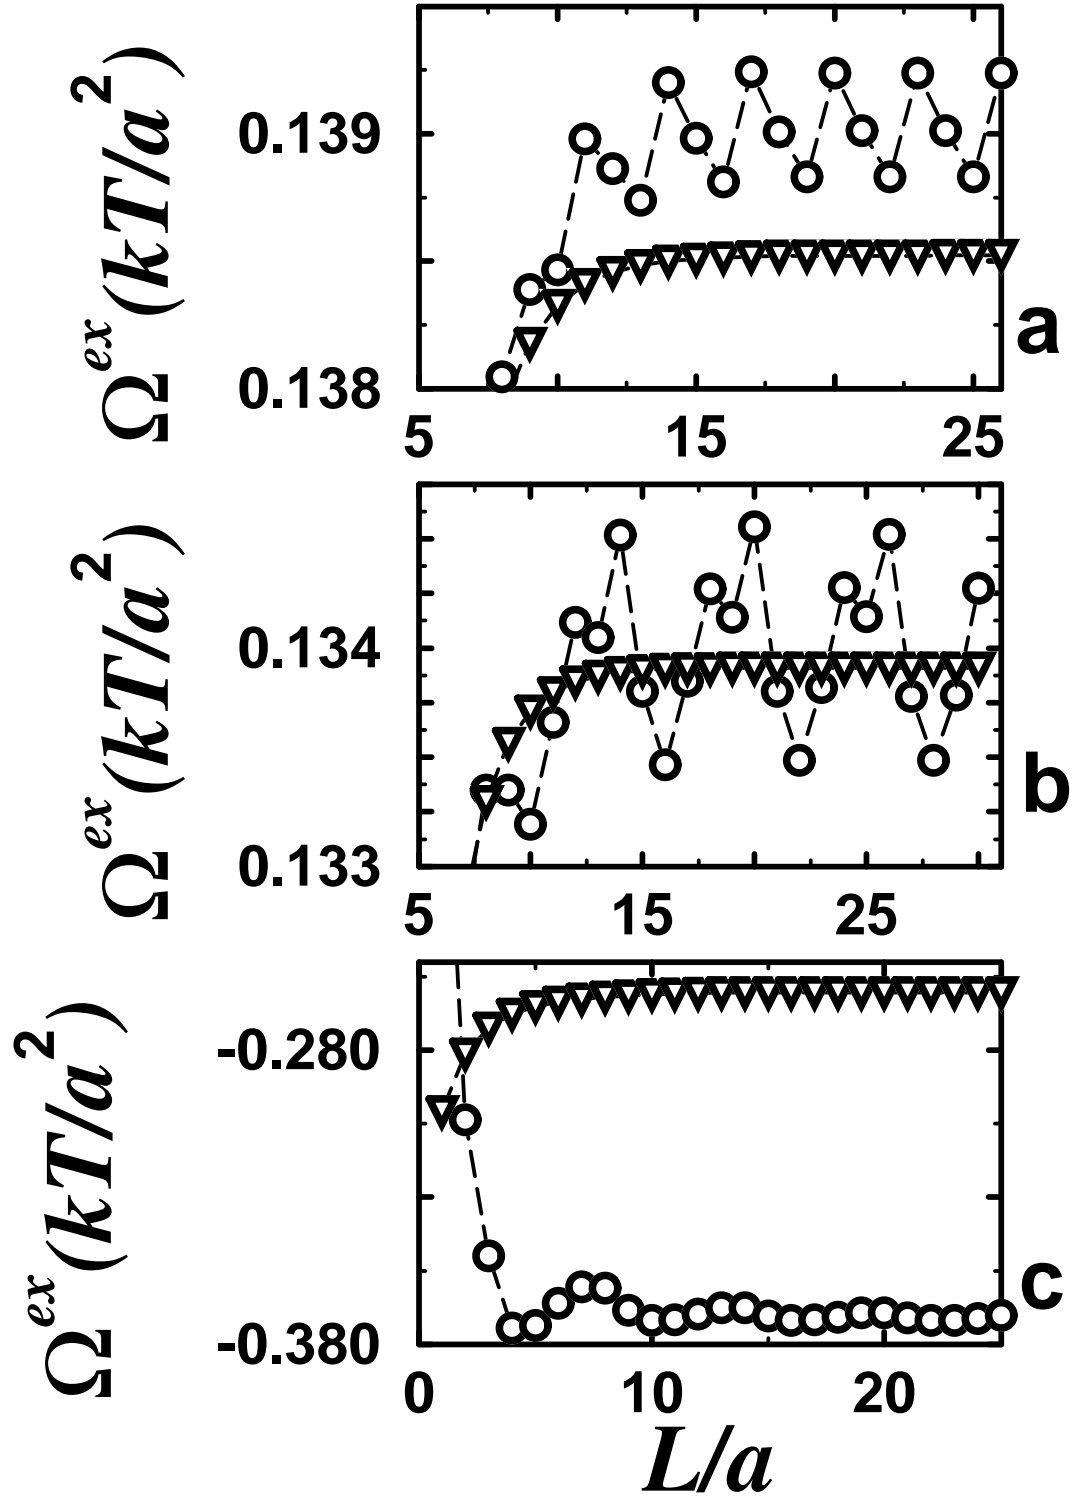 Ω^ex (kT/a^2)
0.139
0.138
5 15 25
a
Ω^ex (kT/a^2)
0.134
0.133
5 15 25
b
Ω^ex (kT/a^2)
-0.280
-0.380
0 10 20
c
L/a